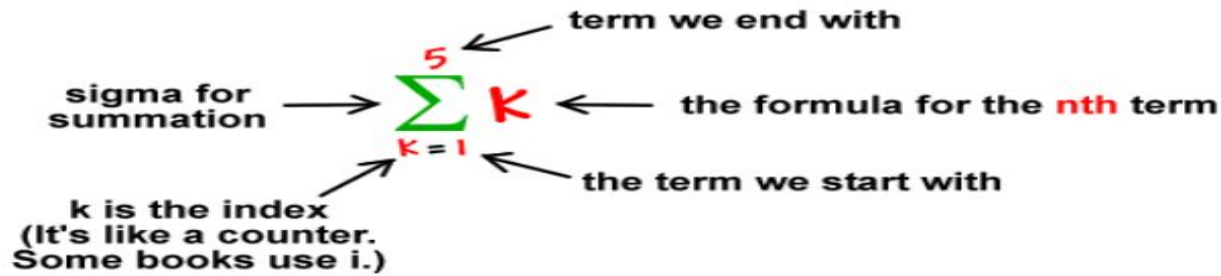 term we end with
5
sigma for
summation
Σ K
the formula for the nth term
K = 1
the term we start with
k is the index
(It's like a counter.
Some books use i.)